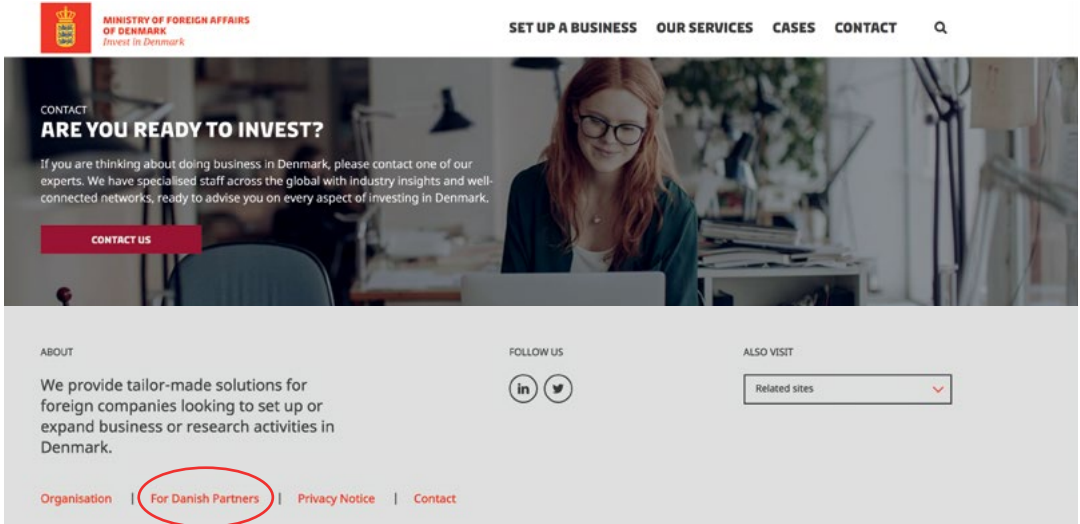 MINISTRY OF FOREIGN AFFAIRS
OF DENMARK
Invest in Denmark
SET UP A BUSINESS OUR SERVICES CASES CONTACT
CONTACT
ARE YOU READY TO INVEST?
If you are thinking about doing business in Denmark, please contact one of our
experts. We have specialised staff across the global with industry insights and well-
connected networks, ready to advise you on every aspect of investing in Denmark.
CONTACT US
ABOUT
We provide tailor-made solutions for
foreign companies looking to set up or
expand business or research activities in
Denmark.
FOLLOW US
in
ALSO VISIT
Related sites
Organisation | For Danish Partners | Privacy Notice | Contact